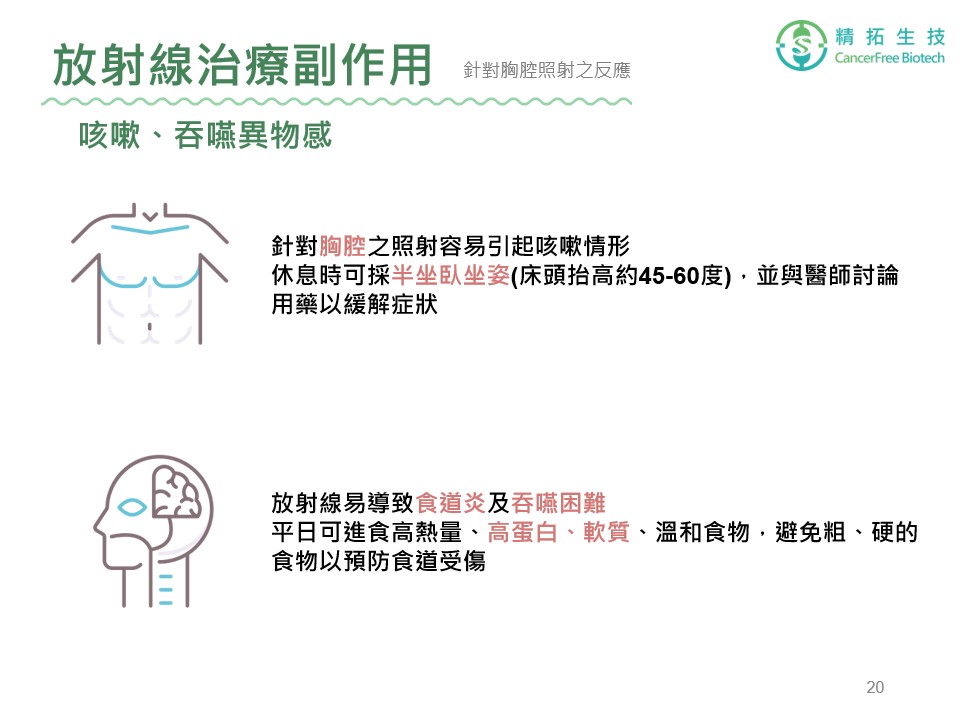 放射線治療副作用
針對胸腔照射之反應
精拓生技
CancerFree Biotech
咳嗽、吞嚥異物感
針對胸腔之照射容易引起咳嗽情形
休息時可採半坐臥坐姿(床頭抬高約45-60度)，並與醫師討論
用藥以緩解症狀
放射線易導致食道炎及吞嚥困難
平日可進食高熱量、高蛋白、軟質、溫和食物，避免粗、硬的
食物以預防食道受傷
20